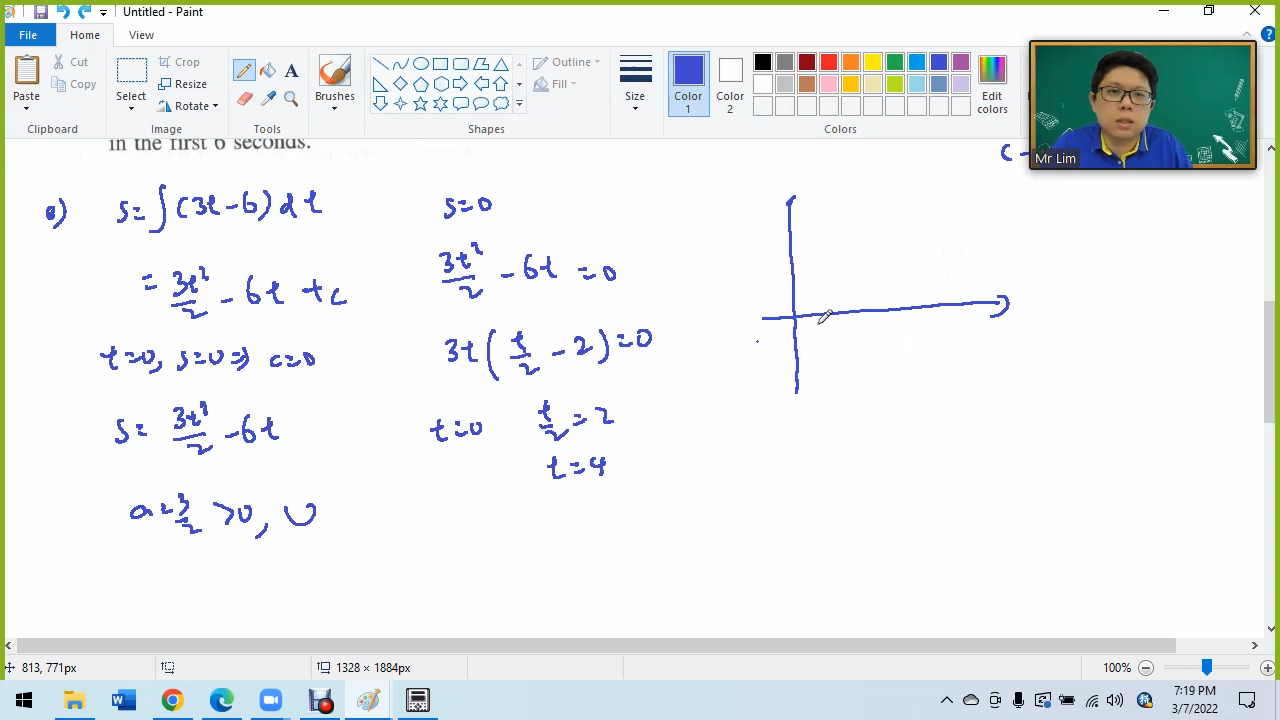 Untitled - Paint
File Home View
Cut
Copy
Paste
Clipboard
Crop
Resize
Rotate
Select
Image
Tools
Brushes
Shapes
Outline
Fill
Size
Color 1
Color 2
Edit colors
Colors
Mr Lim
in the first 6 seconds.
s = ∫ (3t - 6) dt
= 3t²/2 - 6t + c
t=0, s=0 ⇒ c=0
s = 3t²/2 - 6t
a = 3/2 > 0, ∪
s=0
3t²/2 - 6t = 0
3t ( t/2 - 2 ) = 0
t=0 t/2 = 2
t=4
813, 771px
1328 × 1884px
100%
7:19 PM
3/7/2022